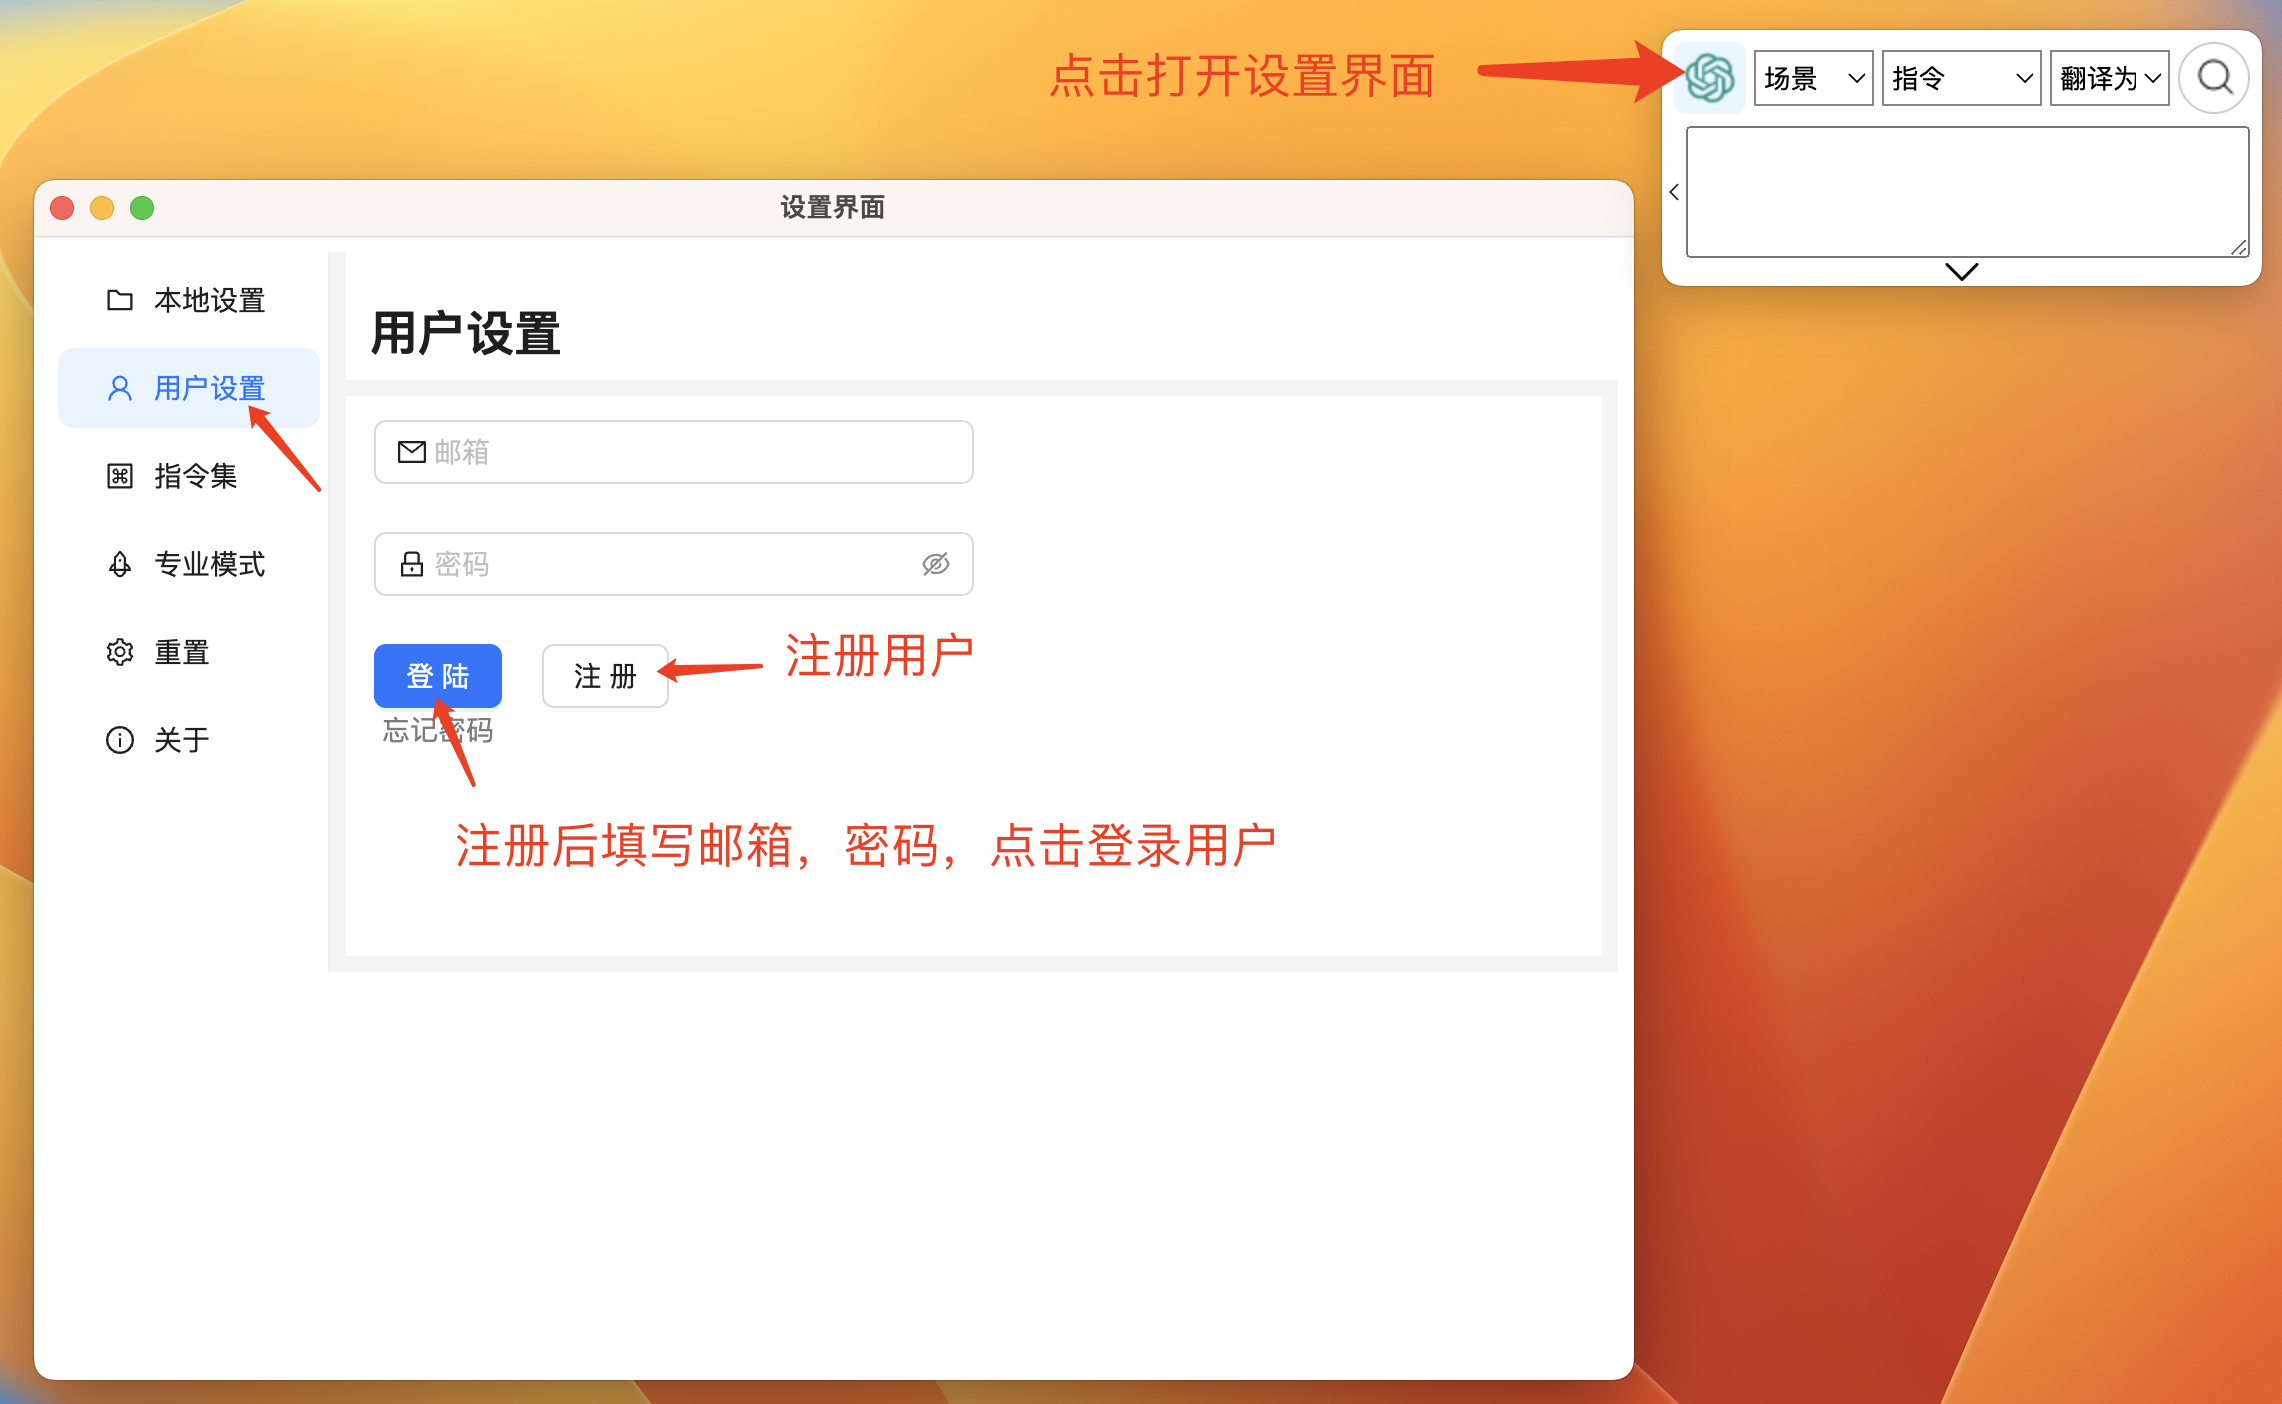 点击打开设置界面
场景
指令
翻译为
设置界面
本地设置
用户设置
指令集
专业模式
重置
关于
用户设置
邮箱
密码
登 陆
注 册
注册用户
忘记密码
注册后填写邮箱，密码，点击登录用户